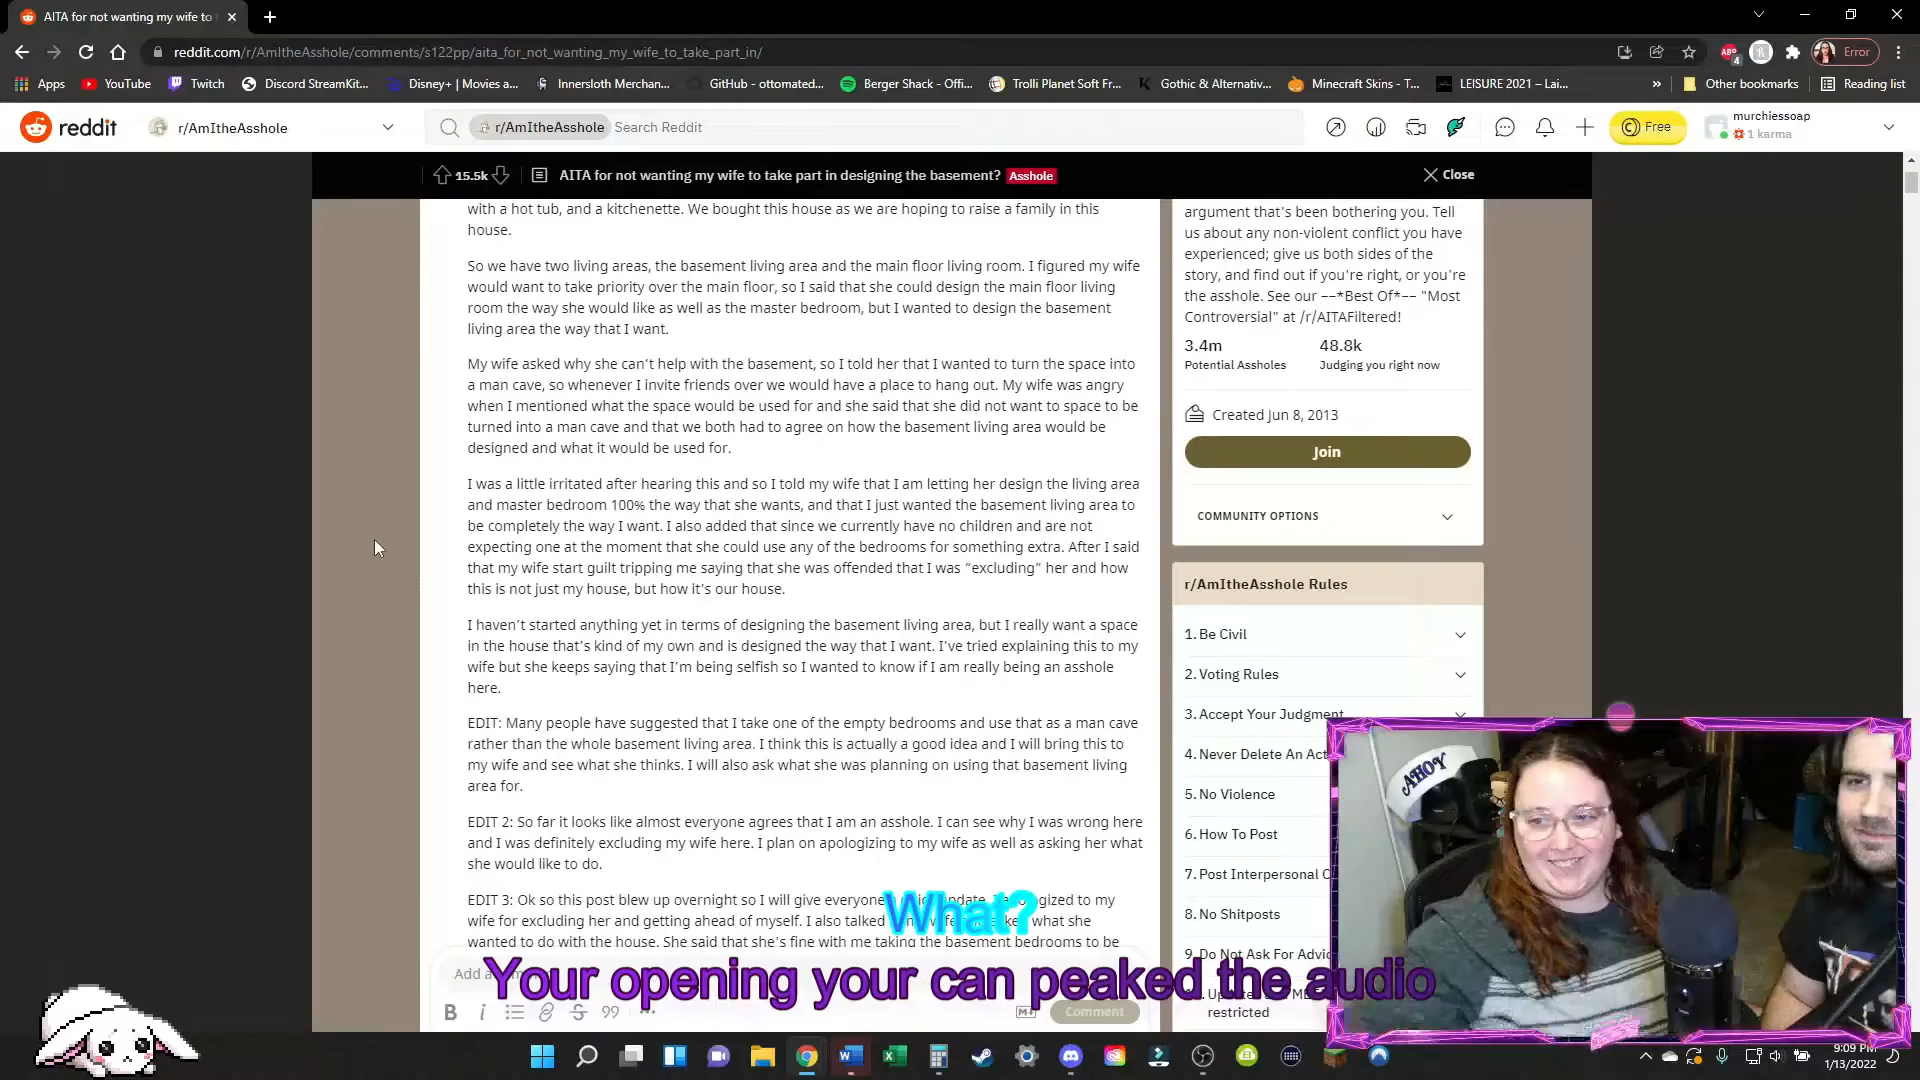 AITA for not wanting my wife to
reddit.com/r/AmItheAsshole/comments/s122pp/aita_for_not_wanting_my_wife_to_take_part_in/
ABP
4
Error
Apps
YouTube
Twitch
Discord StreamKit...
Disney+ | Movies a...
Innersloth Merchan...
GitHub - ottomated...
Berger Shack - Offi...
Trolli Planet Soft Fr...
Gothic & Alternativ...
Minecraft Skins - T...
LEISURE 2021 – Lai...
»
Other bookmarks
Reading list
reddit
r/AmItheAsshole
r/AmItheAsshole
Search Reddit
Free
murchiessoap
1 karma
15.5k
AITA for not wanting my wife to take part in designing the basement?
Asshole
Close
with a hot tub, and a kitchenette. We bought this house as we are hoping to raise a family in this
house.
So we have two living areas, the basement living area and the main floor living room. I figured my wife
would want to take priority over the main floor, so I said that she could design the main floor living
room the way she would like as well as the master bedroom, but I wanted to design the basement
living area the way that I want.
My wife asked why she can’t help with the basement, so I told her that I wanted to turn the space into
a man cave, so whenever I invite friends over we would have a place to hang out. My wife was angry
when I mentioned what the space would be used for and she said that she did not want to space to be
turned into a man cave and that we both had to agree on how the basement living area would be
designed and what it would be used for.
I was a little irritated after hearing this and so I told my wife that I am letting her design the living area
and master bedroom 100% the way that she wants, and that I just wanted the basement living area to
be completely the way I want. I also added that since we currently have no children and are not
expecting one at the moment that she could use any of the bedrooms for something extra. After I said
that my wife start guilt tripping me saying that she was offended that I was “excluding” her and how
this is not just my house, but how it’s our house.
I haven’t started anything yet in terms of designing the basement living area, but I really want a space
in the house that’s kind of my own and is designed the way that I want. I’ve tried explaining this to my
wife but she keeps saying that I’m being selfish so I wanted to know if I am really being an asshole
here.
EDIT: Many people have suggested that I take one of the empty bedrooms and use that as a man cave
rather than the whole basement living area. I think this is actually a good idea and I will bring this to
my wife and see what she thinks. I will also ask what she was planning on using that basement living
area for.
EDIT 2: So far it looks like almost everyone agrees that I am an asshole. I can see why I was wrong here
and I was definitely excluding my wife here. I plan on apologizing to my wife as well as asking her what
she would like to do.
EDIT 3: Ok so this post blew up overnight so I will give everyone
to my
wife for excluding her and getting ahead of myself. I also talked
what she
wanted to do with the house. She said that she's fine with me taking the basement bedrooms to be
argument that's been bothering you. Tell
us about any non-violent conflict you have
experienced; give us both sides of the
story, and find out if you're right, or you're
the asshole. See our ~~*Best Of*~~ "Most
Controversial" at /r/AITAFiltered!
3.4m
Potential Assholes
48.8k
Judging you right now
Created Jun 8, 2013
Join
COMMUNITY OPTIONS
r/AmItheAsshole Rules
1. Be Civil
2. Voting Rules
3. Accept Your Judgment
4. Never Delete An Act
5. No Violence
6. How To Post
7. Post Interpersonal C
8. No Shitposts
9. Do Not Ask For Advic
restricted
AHOY
What?
Your opening your can peaked the audio
B i
99
Comment
9:09 PM
1/13/2022